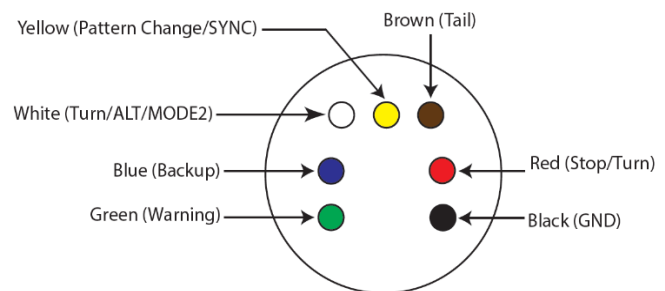 Yellow (Pattern Change/SYNC)
Brown (Tail)
White (Turn/ALT/MODE2)
Blue (Backup)
Red (Stop/Turn)
Green (Warning)
Black (GND)